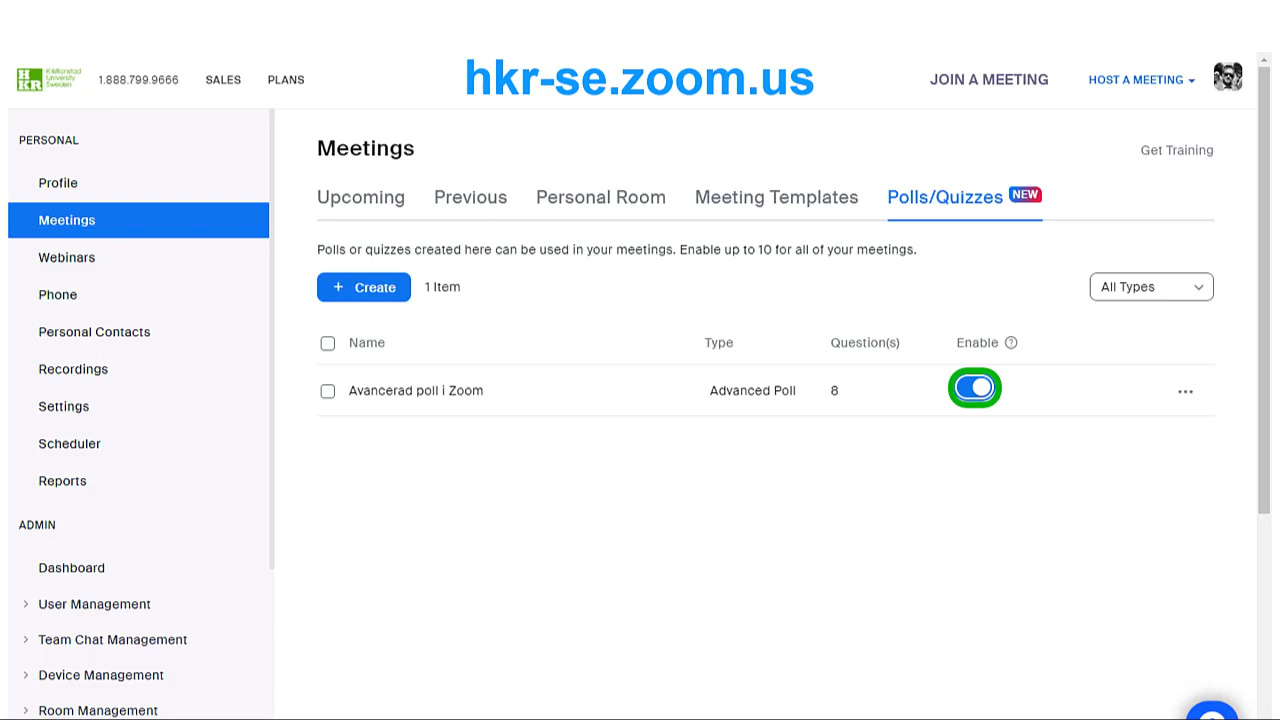 HKR Kristianstad University Sweden
1.888.799.9666
SALES
PLANS
hkr-se.zoom.us
JOIN A MEETING
HOST A MEETING
PERSONAL
Profile
Meetings
Webinars
Phone
Personal Contacts
Recordings
Settings
Scheduler
Reports
ADMIN
Dashboard
User Management
Team Chat Management
Device Management
Room Management
Meetings
Get Training
Upcoming
Previous
Personal Room
Meeting Templates
Polls/Quizzes NEW
Polls or quizzes created here can be used in your meetings. Enable up to 10 for all of your meetings.
+ Create
1 Item
All Types
Name
Type
Question(s)
Enable ?
Avancerad poll i Zoom
Advanced Poll
8